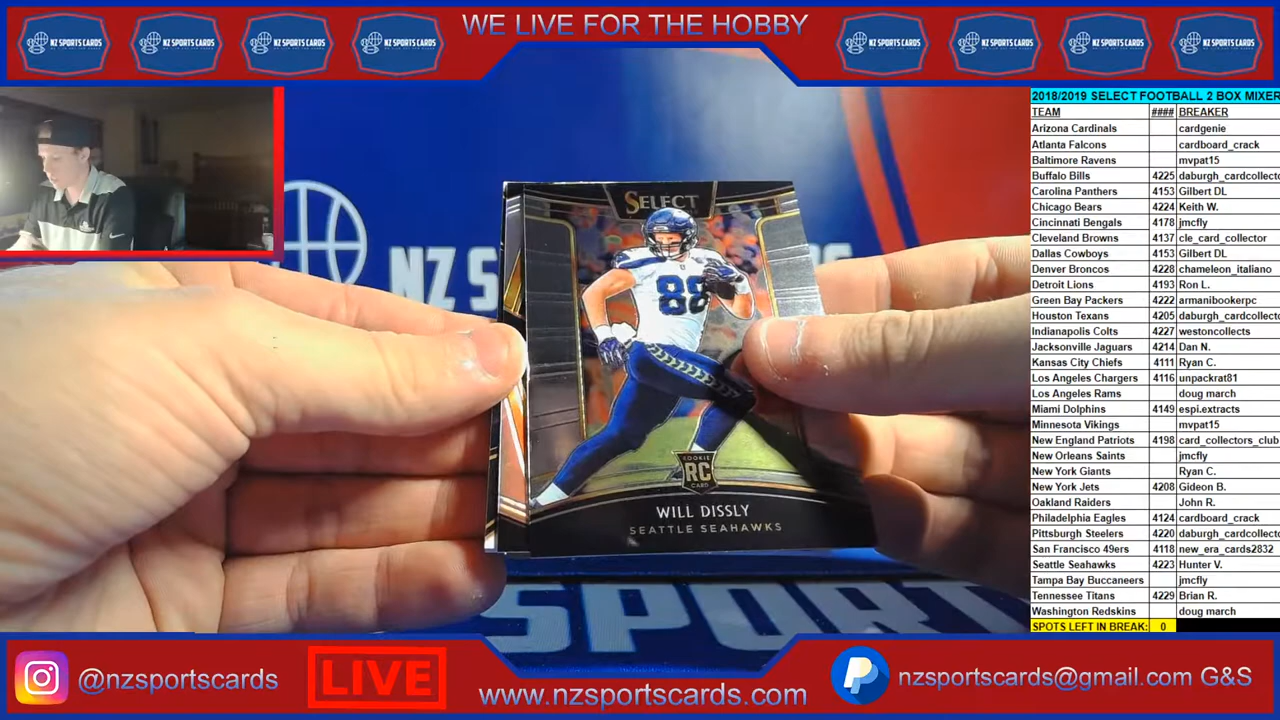 WE LIVE FOR THE HOBBY
NZ SPORTS CARDS
NZ SPORTS CARDS
NZ SPORTS CARDS
NZ SPORTS CARDS
NZ SPORTS CARDS
NZ SPORTS CARDS
NZ SPORTS CARDS
NZ SPORTS CARDS
NZ S
SPORT
SELECT
88
ROOKIE
RC
CARD
WILL DISSLY
SEATTLE SEAHAWKS
2018/2019 SELECT FOOTBALL 2 BOX MIXER
TEAM #### BREAKER
Arizona Cardinals cardgenie
Atlanta Falcons cardboard_crack
Baltimore Ravens mvpat15
Buffalo Bills 4225 daburgh_cardcollecto
Carolina Panthers 4153 Gilbert DL
Chicago Bears 4224 Keith W.
Cincinnati Bengals 4178 jmcfly
Cleveland Browns 4137 cle_card_collector
Dallas Cowboys 4153 Gilbert DL
Denver Broncos 4228 chameleon_italiano
Detroit Lions 4193 Ron L.
Green Bay Packers 4222 armanibookerpc
Houston Texans 4205 daburgh_cardcollecto
Indianapolis Colts 4227 westoncollects
Jacksonville Jaguars 4214 Dan N.
Kansas City Chiefs 4111 Ryan C.
Los Angeles Chargers 4116 unpackrat81
Los Angeles Rams doug march
Miami Dolphins 4149 espi.extracts
Minnesota Vikings mvpat15
New England Patriots 4198 card_collectors_club
New Orleans Saints jmcfly
New York Giants Ryan C.
New York Jets 4208 Gideon B.
Oakland Raiders John R.
Philadelphia Eagles 4124 cardboard_crack
Pittsburgh Steelers 4220 daburgh_cardcollecto
San Francisco 49ers 4118 new_era_cards2832
Seattle Seahawks 4223 Hunter V.
Tampa Bay Buccaneers jmcfly
Tennessee Titans 4229 Brian R.
Washington Redskins doug march
SPOTS LEFT IN BREAK: 0
@nzsportscards
LIVE
www.nzsportscards.com
nzsportscards@gmail.com G&S